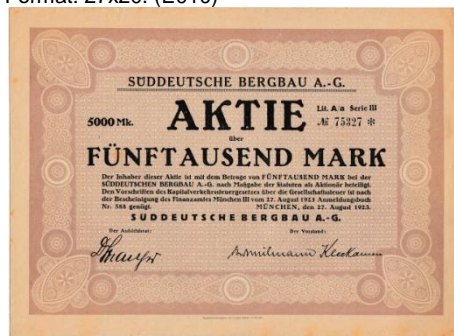 Format: 27x20. (E
SÜDDEUTSCHE BERGBAU A.-G.
5000 Mk.
AKTIE
Lit. A/a Serie III
№ 75327 *
über
FÜNFTAUSEND MARK
Der Inhaber dieser Aktie ist mit dem Betrage von FÜNFTAUSEND MARK bei der
SÜDDEUTSCHEN BERGBAU A.-G. nach Maßgabe der Statuten als Aktionär beteiligt.
Den Vorschriften des Kapitalverkehrsteuergesetzes über die Gesellschaftsteuer ist nach
der Bescheinigung des Finanzamtes München III vom 27. August 1923 Anmeldungsbuch
Nr. 588 genügt.
MÜNCHEN, den 27. August 1923.
SÜDDEUTSCHE BERGBAU A.-G.
Der Aufsichtsrat:
Der Vorstand: